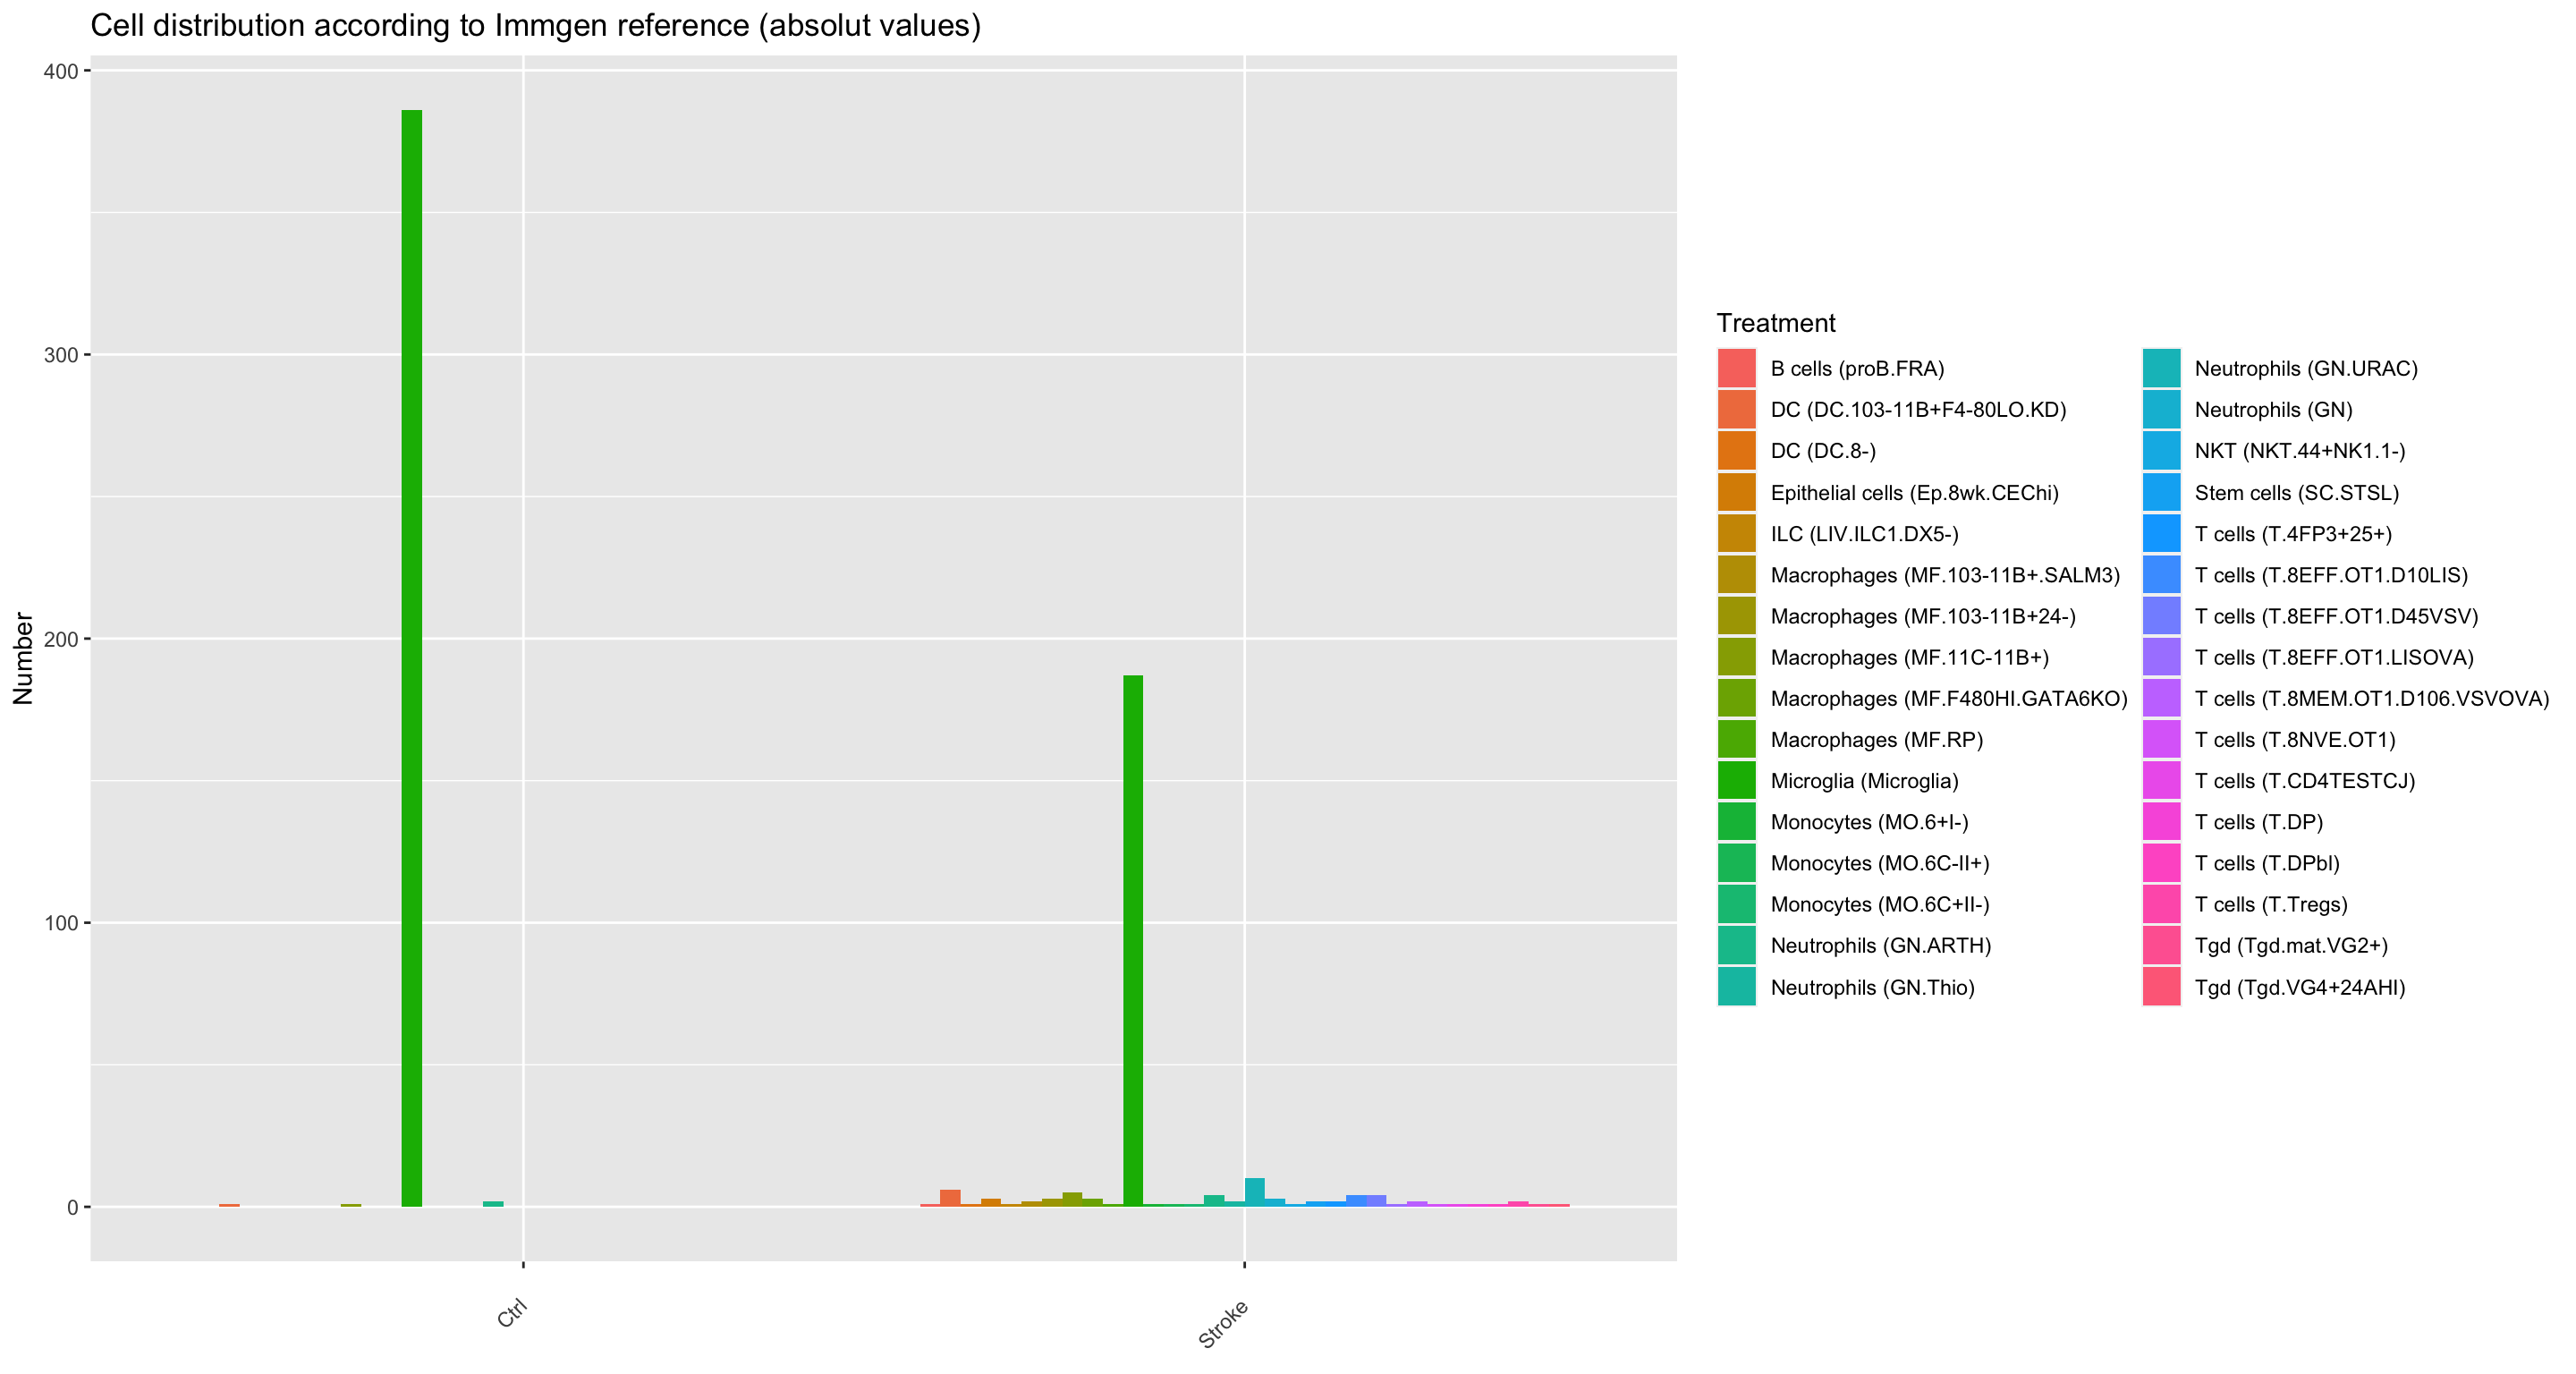 Cell distribution according to Immgen reference (absolut values)
400
300
200
100
0
Number
Ctrl
Stroke
Treatment
B cells (proB.FRA)
DC (DC.103-11B+F4-80LO.KD)
DC (DC.8-)
Epithelial cells (Ep.8wk.CEChi)
ILC (LIV.ILC1.DX5-)
Macrophages (MF.103-11B+.SALM3)
Macrophages (MF.103-11B+24-)
Macrophages (MF.11C-11B+)
Macrophages (MF.F480HI.GATA6KO)
Macrophages (MF.RP)
Microglia (Microglia)
Monocytes (MO.6+I-)
Monocytes (MO.6C-II+)
Monocytes (MO.6C+II-)
Neutrophils (GN.ARTH)
Neutrophils (GN.Thio)
Neutrophils (GN.URAC)
Neutrophils (GN)
NKT (NKT.44+NK1.1-)
Stem cells (SC.STSL)
T cells (T.4FP3+25+)
T cells (T.8EFF.OT1.D10LIS)
T cells (T.8EFF.OT1.D45VSV)
T cells (T.8EFF.OT1.LISOVA)
T cells (T.8MEM.OT1.D106.VSVOVA)
T cells (T.8NVE.OT1)
T cells (T.CD4TESTCJ)
T cells (T.DP)
T cells (T.DPbl)
T cells (T.Tregs)
Tgd (Tgd.mat.VG2+)
Tgd (Tgd.VG4+24AHI)